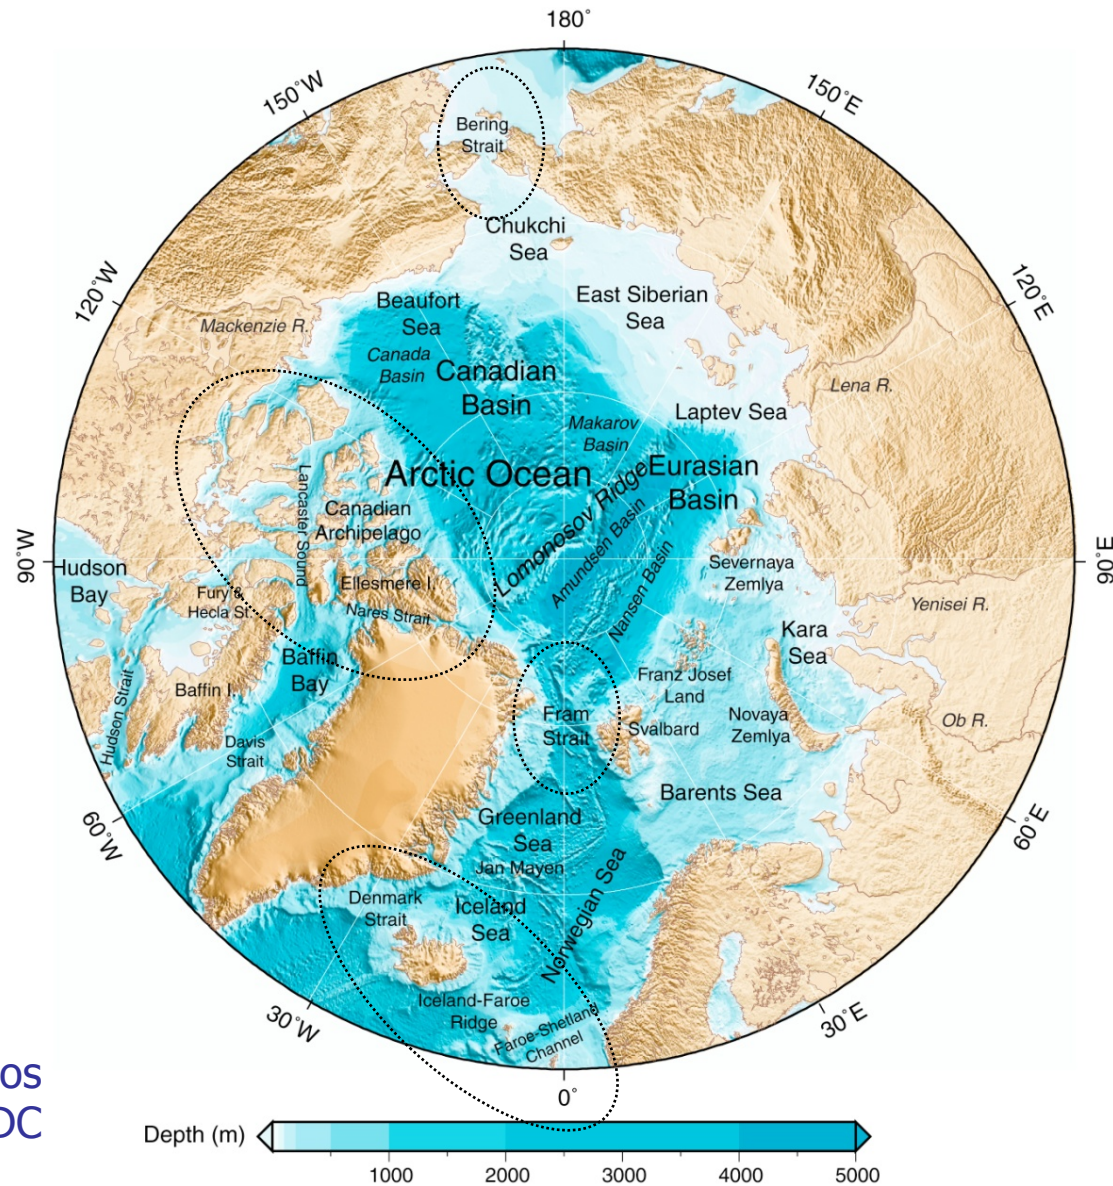 180°
150°W
150°E
Bering
Strait
Chukchi
Sea
120°W
120°E
Beaufort
Sea
East Siberian
Sea
Mackenzie R.
Canada
Basin
Canadian
Basin
Lena R.
Laptev Sea
Makarov
Basin
Arctic Ocean
Eurasian
Basin
Lomonosov Ridge
Lancaster Sound
Canadian
Archipelago
Amundsen Basin
Nansen Basin
90°W
90°E
Hudson
Bay
Severnaya
Zemlya
Ellesmere I.
Fury &
Hecla St.
Nares Strait
Yenisei R.
Kara
Sea
Baffin
Bay
Baffin I.
Franz Josef
Land
Hudson Strait
Fram
Strait
Svalbard
Novaya
Zemlya
Ob R.
Davis
Strait
Barents Sea
60°W
60°E
Greenland
Sea
Jan Mayen
Denmark
Strait
Iceland
Sea
Norwegian Sea
Iceland-Faroe
Ridge
Faroe-Shetland
Channel
30°W
30°E
0°
os
DC
Depth (m)
1000
2000
3000
4000
5000